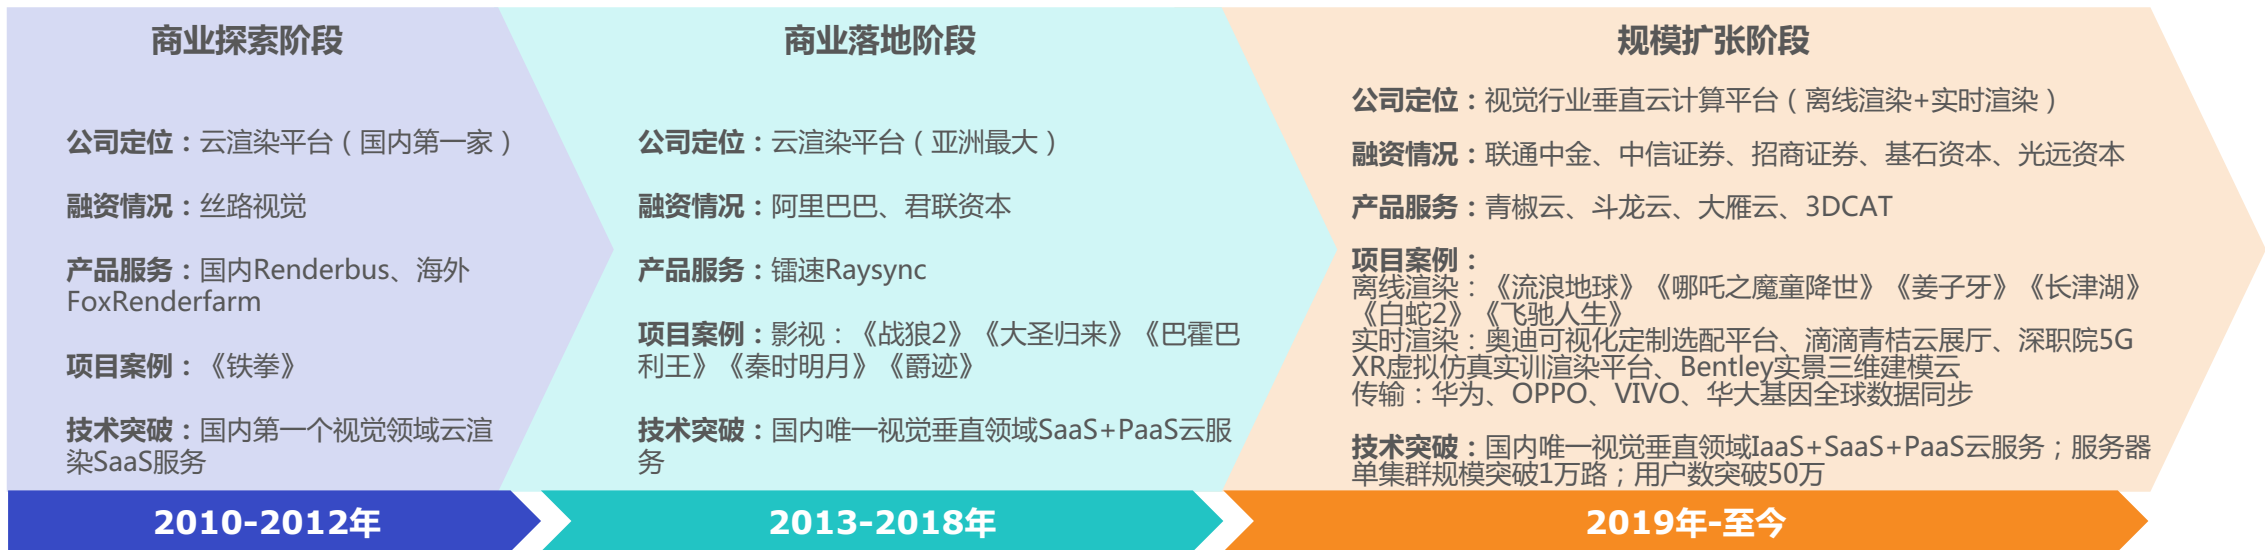 商业探索阶段
公司定位：云渲染平台（国内第一家）
融资情况：丝路视觉
产品服务：国内Renderbus、海外
FoxRenderfarm
项目案例：《铁拳》
技术突破：国内第一个视觉领域云渲
染SaaS服务
2010-2012年
商业落地阶段
公司定位：云渲染平台（亚洲最大）
融资情况：阿里巴巴、君联资本
产品服务：镭速Raysync
项目案例：影视：《战狼2》《大圣归来》《巴霍巴
利王》《秦时明月》《爵迹》
技术突破：国内唯一视觉垂直领域SaaS+PaaS云服
务
2013-2018年
规模扩张阶段
公司定位：视觉行业垂直云计算平台（离线渲染+实时渲染）
融资情况：联通中金、中信证券、招商证券、基石资本、光远资本
产品服务：青椒云、斗龙云、大雁云、3DCAT
项目案例：
离线渲染：《流浪地球》《哪吒之魔童降世》《姜子牙》《长津湖》
《白蛇2》《飞驰人生》
实时渲染：奥迪可视化定制选配平台、滴滴青桔云展厅、深职院5G
XR虚拟仿真实训渲染平台、Bentley实景三维建模云
传输：华为、OPPO、VIVO、华大基因全球数据同步
技术突破：国内唯一视觉垂直领域IaaS+SaaS+PaaS云服务；服务器
单集群规模突破1万路；用户数突破50万
2019年-至今